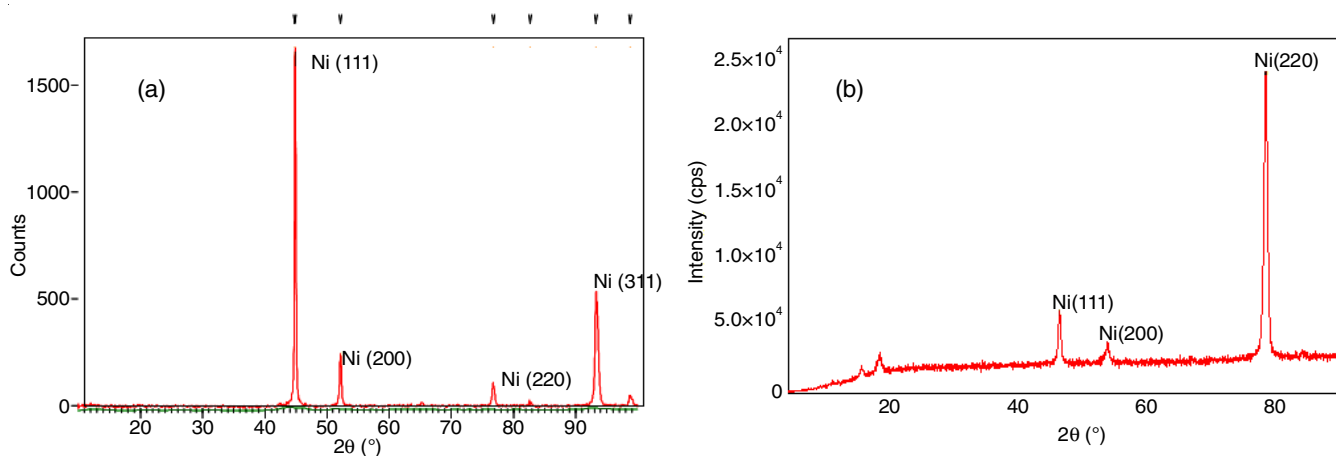 (a)
Counts
1500
1000
500
0
Ni (111)
Ni (200)
Ni (220)
Ni (311)
20 30 40 50 60 70 80 90
2θ (°)
(b)
Intensity (cps)
2.5×10⁴
2.0×10⁴
1.5×10⁴
1.0×10⁴
5.0×10⁴
0
Ni(111)
Ni(200)
Ni(220)
20 40 60 80
2θ (°)